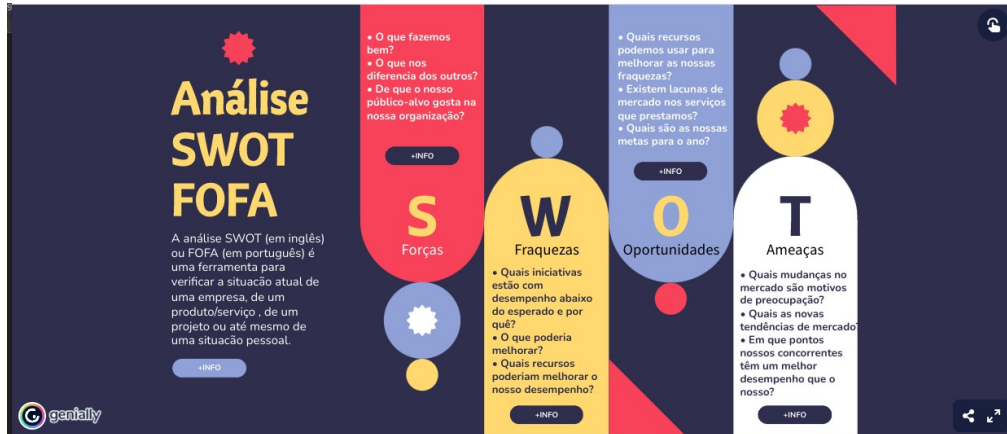 Análise
SWOT
FOFA
A análise SWOT (em inglês)
ou FOFA (em português) é
uma ferramenta para
verificar a situacão atual de
uma empresa, de um
produto/serviço , de um
projeto ou até mesmo de
uma situacão pessoal.
+INFO
• O que fazemos
bem?
• O que nos
diferencia dos outros?
• De que o nosso
público-alvo gosta na
nossa organização?
+INFO
S
Forças
W
Fraquezas
• Quais iniciativas
estão com
desempenho abaixo
do esperado e por
quê?
• O que poderia
melhorar?
• Quais recursos
poderiam melhorar o
nosso desempenho?
+INFO
• Quais recursos
podemos usar para
melhorar as nossas
fraquezas?
• Existem lacunas de
mercado nos serviços
que prestamos?
• Quais são as nossas
metas para o ano?
+INFO
O
Oportunidades
T
Ameaças
• Quais mudanças no
mercado são motivos
de preocupação?
• Quais as novas
tendências de mercado?
• Em que pontos
nossos concorrentes
têm um melhor
desempenho que o
nosso?
+INFO
genially